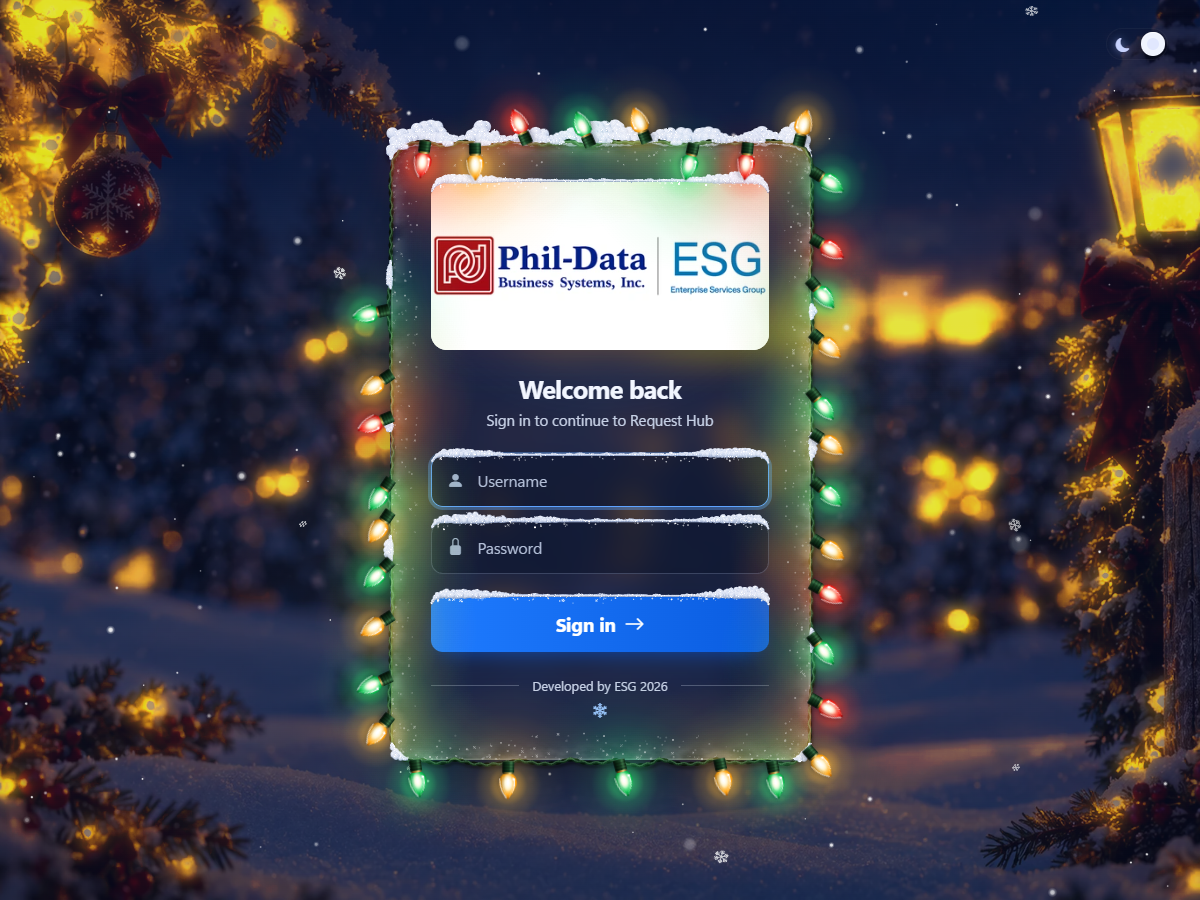 Phil-Data
Business Systems, Inc.
ESG
Enterprise Services Group
Welcome back
Sign in to continue to Request Hub
Username
Password
Sign in →
Developed by ESG 2026